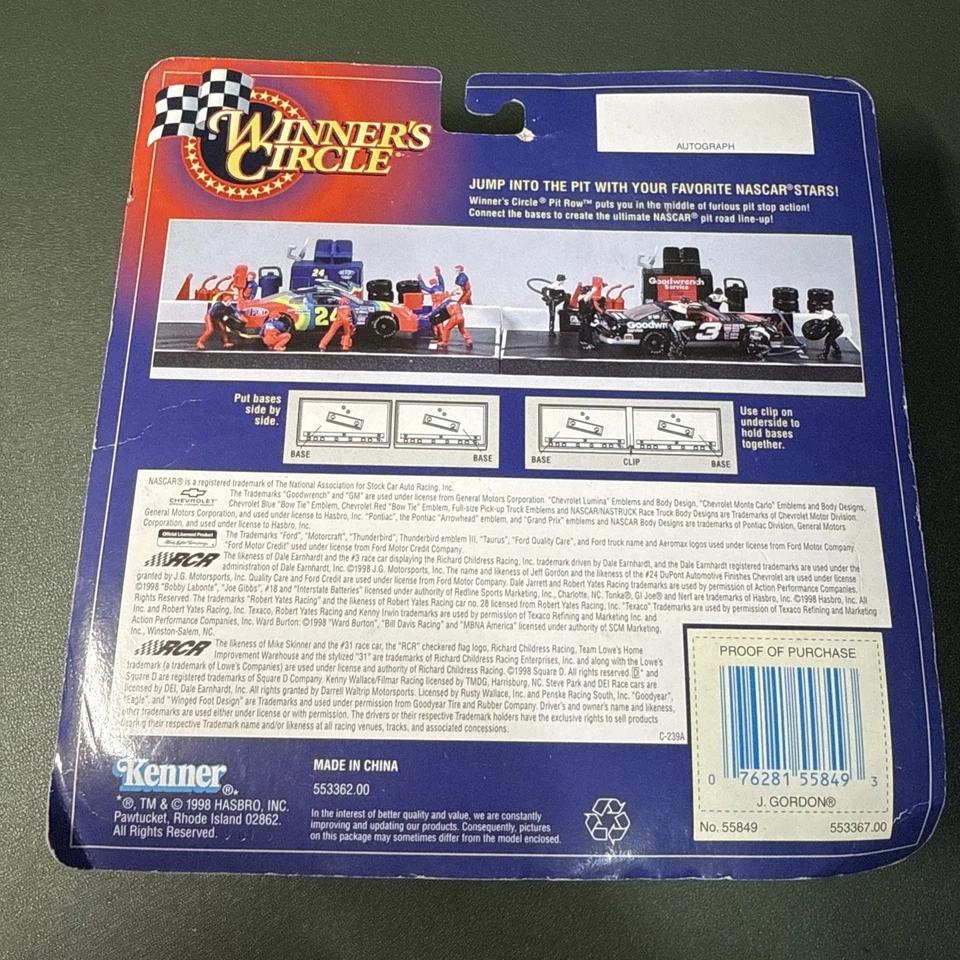 WINNER'S
CIRCLE®
AUTOGRAPH
JUMP INTO THE PIT WITH YOUR FAVORITE NASCAR® STARS!
Winner's Circle® Pit Row™ puts you in the middle of furious pit stop action!
Connect the bases to create the ultimate NASCAR® pit road line-up!
24
DUPONT
24
Goodwrench
Service
Goodwr
3
Put bases
side by
side.
BASE
BASE
BASE
CLIP
BASE
Use clip on
underside to
hold bases
together.
NASCAR® is a registered trademark of The National Association for Stock Car Auto Racing, Inc.
CHEVROLET
The Trademarks "Goodwrench" and "GM" are used under license from General Motors Corporation. "Chevrolet Lumina" Emblems and Body Design, "Chevrolet Monte Carlo" Emblems and Body Designs,
Chevrolet Blue "Bow Tie" Emblem, Chevrolet Red "Bow Tie" Emblem, Full-size Pick-up Truck Emblems and NASCAR/NASTRUCK Race Truck Body Designs are Trademarks of Chevrolet Motor Division,
General Motors Corporation, and used under license to Hasbro, Inc. "Pontiac", the Pontiac "Arrowhead" emblem, and "Grand Prix" emblems and NASCAR Body Designs are trademarks of Pontiac Division, General Motors
Corporation, and used under license to Hasbro, Inc.
Official Licensed Product
The Trademarks "Ford", "Motorcraft", "Thunderbird", Thunderbird emblem III, "Taurus", "Ford Quality Care", and Ford truck name and Aeromax logos used under license from Ford Motor Company.
"Ford Motor Credit" used under license from Ford Motor Credit Company.
RCR
The likeness of Dale Earnhardt and the #3 race car displaying the Richard Childress Racing, Inc. trademark driven by Dale Earnhardt, and the Dale Earnhardt registered trademark are used under the
administration of Dale Earnhardt, Inc. ©1998 J.G. Motorsports, Inc. The name and likeness of Jeff Gordon and the likeness of the #24 DuPont Automotive Finishes Chevrolet are used under license
granted by J.G. Motorsports, Inc. Quality Care and Ford Credit are used under license from Ford Motor Company. Dale Jarrett and Robert Yates Racing trademarks are used by permission of Action Performance Companies.
©1998 "Bobby Labonte", "Joe Gibbs", #18 and "Interstate Batteries" licensed under authority of Redline Sports Marketing, Inc., Charlotte, NC. Tonka®, GI Joe® and Nerf are trademarks of Hasbro, Inc. ©1998 Hasbro, All
Rights Reserved. The trademarks "Robert Yates Racing" and the likeness of Robert Yates Racing car no. 28 licensed from Robert Yates Racing, Inc. "Texaco" Trademarks are used by permission of Texaco Refining and Marketing
Inc. and Robert Yates Racing, Inc. Texaco, Robert Yates Racing and Kenny Irwin trademarks are used by permission of Texaco Refining and Marketing Inc. and
Action Performance Companies, Inc. Ward Burton: ©1998 "Ward Burton", "Bill Davis Racing" and "MBNA America" licensed under authority of SCM Marketing,
Inc., Winston-Salem, NC.
RCR
The likeness of Mike Skinner and the #31 race car, the "RCR" checkered flag logo, Richard Childress Racing, Team Lowe's Home
Improvement Warehouse and the stylized "31" are trademarks of Richard Childress Racing Enterprises, Inc. and along with the Lowe's
trademark (a trademark of Lowe's Companies) are used under license and authority of Richard Childress Racing. ©1998 Square D. All rights reserved. D and
Square D are registered trademarks of Square D Company. Kenny Wallace/Filmar Racing licensed by TMDG, Harrisburg, NC. Steve Park and DEI Race cars are
licensed by DEI, Dale Earnhardt, Inc. All rights granted by Darrell Waltrip Motorsports. Licensed by Rusty Wallace, Inc. and Penske Racing South, Inc. "Goodyear",
"Eagle", and "Winged Foot Design" are Trademarks and used under permission from Goodyear Tire and Rubber Company. Driver's and owner's name and likeness,
other trademarks are used either under license or with permission. The drivers or their respective Trademark holders have the exclusive rights to sell products
their respective Trademark name and/or likeness at all racing venues, tracks, and associated concessions.
C-239A
PROOF OF PURCHASE
0 76281 55849 3
J. GORDON®
No. 55849 553367.00
Kenner®
*®, TM & © 1998 HASBRO, INC.
Pawtucket, Rhode Island 02862.
All Rights Reserved.
MADE IN CHINA
553362.00
In the interest of better quality and value, we are constantly
improving and updating our products. Consequently, pictures
on this package may sometimes differ from the model enclosed.